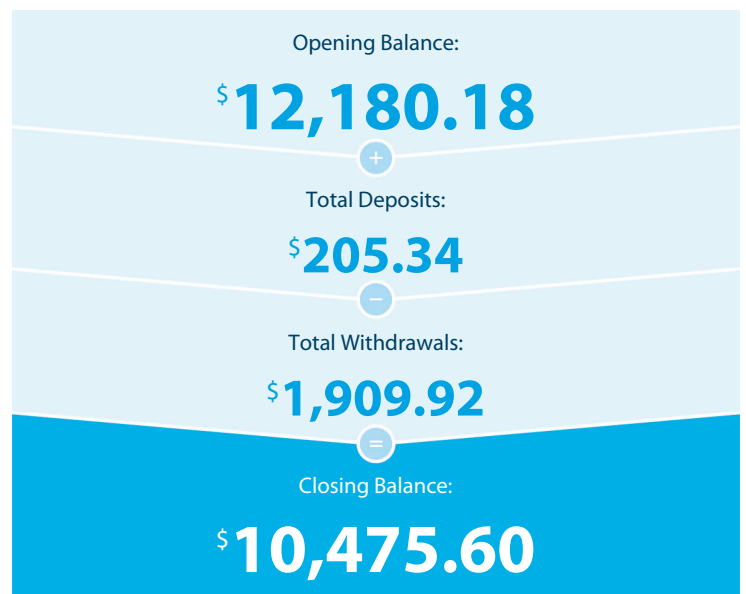 Opening Balance:
$12,180.18
+
Total Deposits:
$205.34
−
Total Withdrawals:
$1,909.92
=
Closing Balance:
$10,475.60